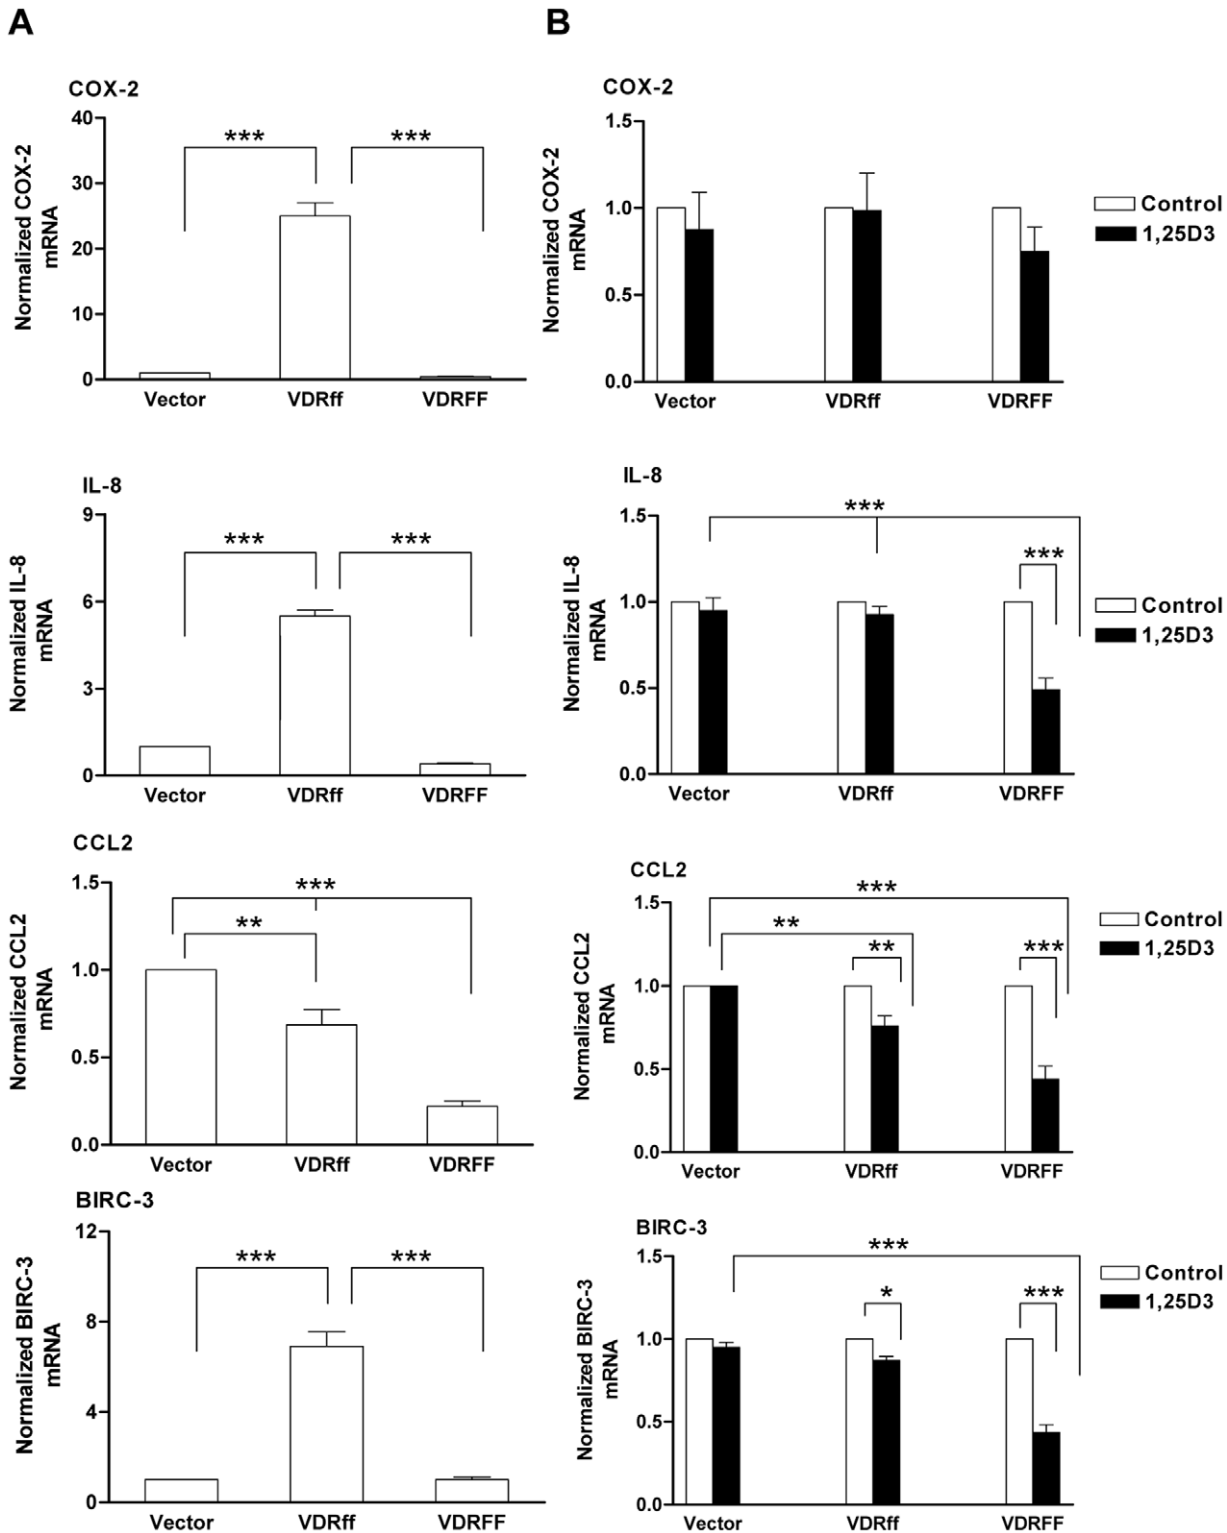 A
COX-2
Normalized COX-2
mRNA
40
30
20
10
0
***
***
Vector VDRff VDRFF
IL-8
Normalized IL-8
mRNA
9
6
3
0
***
***
Vector VDRff VDRFF
CCL2
Normalized CCL2
mRNA
1.5
1.0
0.5
0.0
***
**
Vector VDRff VDRFF
BIRC-3
Normalized BIRC-3
mRNA
12
8
4
0
***
***
Vector VDRff VDRFF
B
COX-2
Normalized COX-2
mRNA
1.5
1.0
0.5
0.0
Vector VDRff VDRFF
Control
1,25D3
IL-8
Normalized IL-8
mRNA
1.5
1.0
0.5
0.0
***
***
Vector VDRff VDRFF
Control
1,25D3
CCL2
Normalized CCL2
mRNA
1.5
1.0
0.5
0.0
***
**
**
***
Vector VDRff VDRFF
Control
1,25D3
BIRC-3
Normalized BIRC-3
mRNA
1.5
1.0
0.5
0.0
***
*
***
Vector VDRff VDRFF
Control
1,25D3